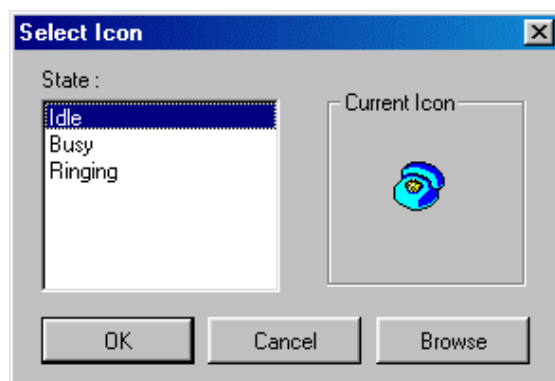 Select Icon
State :
Idle
Busy
Ringing
Current Icon
OK
Cancel
Browse